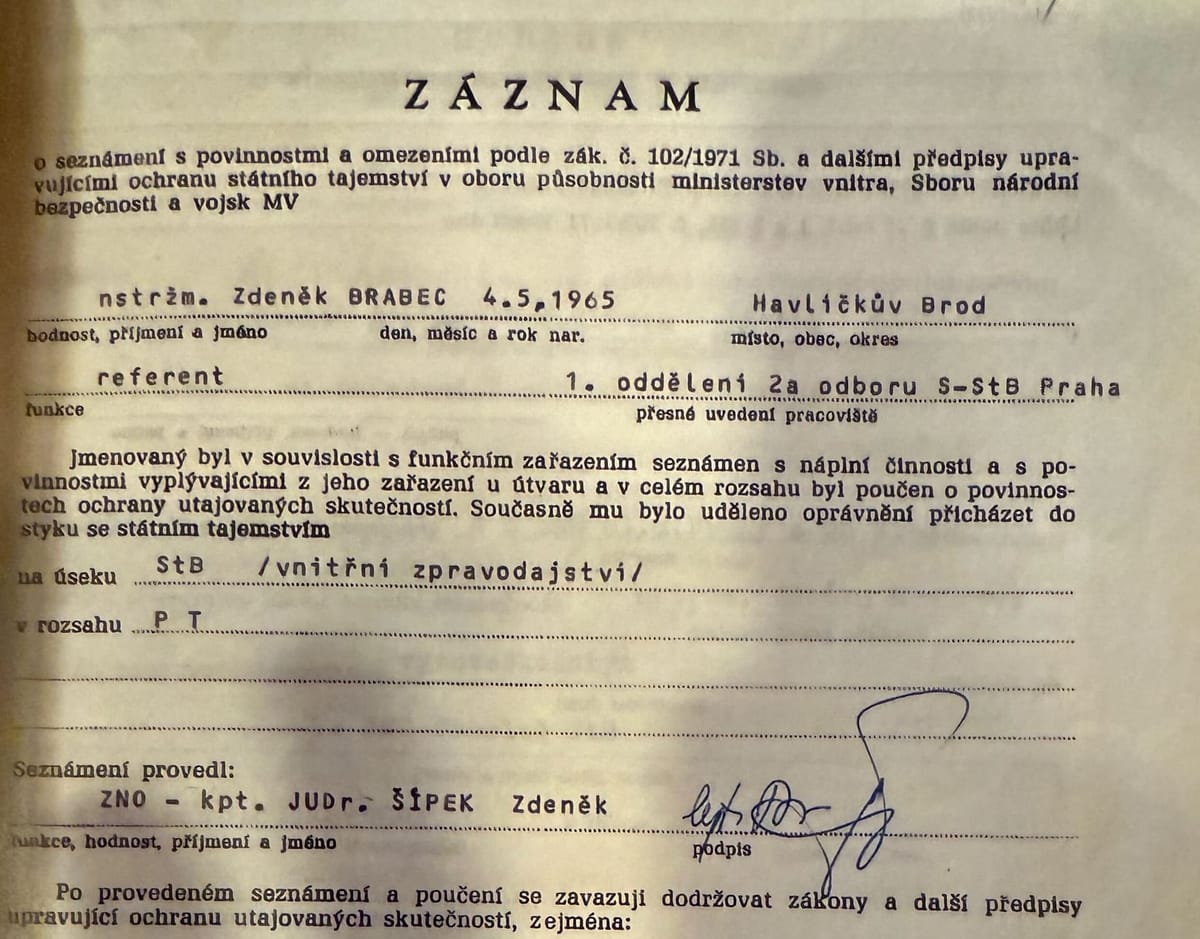 ZÁZNAM
o seznámení s povinnostmi a omezeními podle zák. č. 102/1971 Sb. a dalšími předpisy upra-
vujícími ochranu státního tajemství v oboru působnosti ministerstev vnitra, Sboru národní
bezpečnosti a vojsk MV
nstržm. Zdeněk BRABEC 4.5,1965 Havlíčkův Brod
hodnost, příjmení a jméno den, měsíc a rok nar. místo, obec, okres
referent 1. oddělení 2a odboru S-StB Praha
funkce přesné uvedení pracoviště
Jmenovaný byl v souvislosti s funkčním zařazením seznámen s náplní činnosti a s po-
vinnostmi vyplývajícími z jeho zařazení u útvaru a v celém rozsahu byl poučen o povinnos-
tech ochrany utajovaných skutečností. Současně mu bylo uděleno oprávnění přicházet do
styku se státním tajemstvím
na úseku StB /vnitřní zpravodajství/
v rozsahu P T
Seznámení provedl:
ZNO - kpt. JUDr. ŠÍPEK Zdeněk
funkce, hodnost, příjmení a jméno podpis
Po provedeném seznámení a poučení se zavazuji dodržovat zákony a další předpisy
upravující ochranu utajovaných skutečností, zejména: